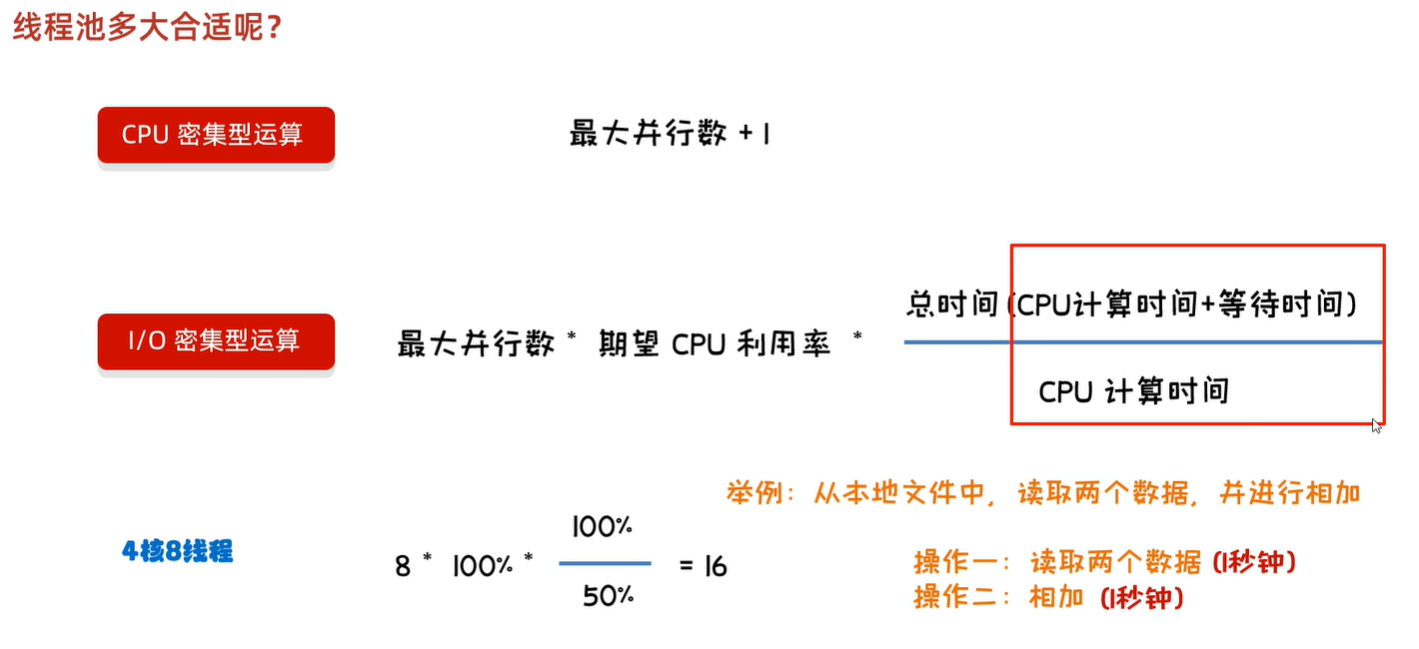 线程池多大合适呢?
CPU 密集型运算
最大并行数 + 1
I/O 密集型运算
最大并行数 * 期望 CPU 利用率 *
总时间(CPU计算时间+等待时间)
CPU 计算时间
举例: 从本地文件中, 读取两个数据, 并进行相加
4核8线程
8 * 100% *
100%
50%
= 16
操作一: 读取两个数据 (1秒钟)
操作二: 相加 (1秒钟)